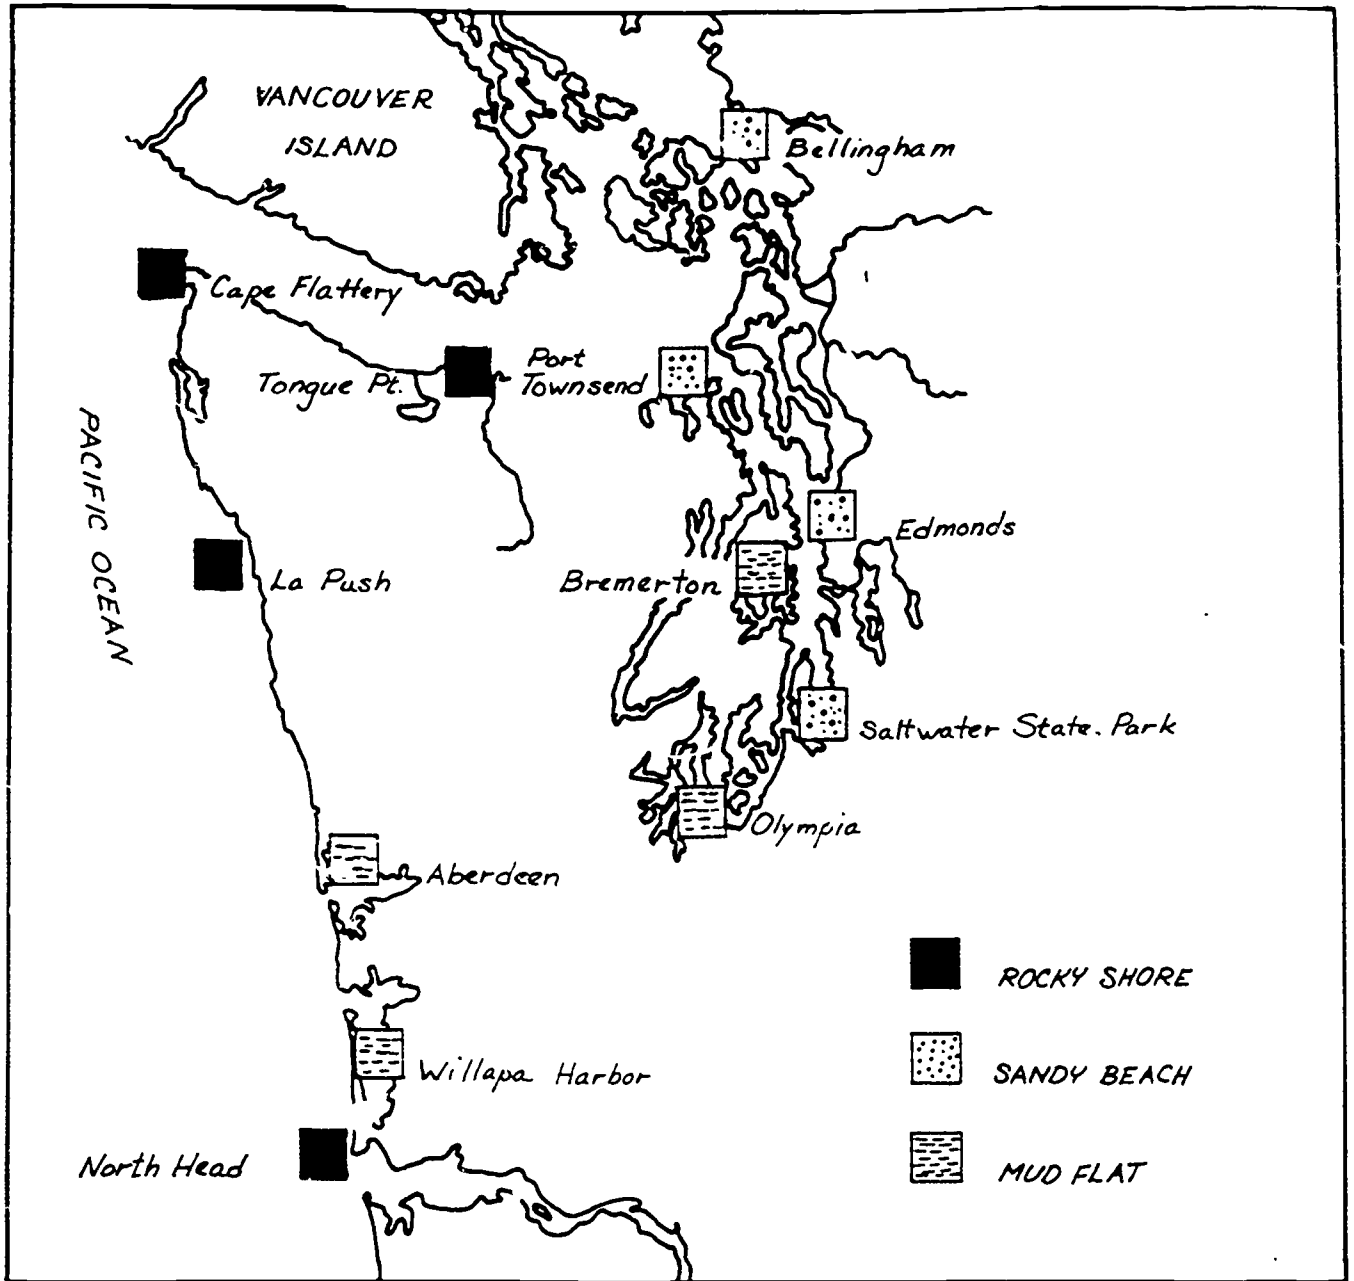 VANCOUVER
ISLAND
Bellingham
Cape Flattery
Tongue Pt.
Port
Townsend
PACIFIC OCEAN
Edmonds
La Push
Bremerton
Saltwater State. Park
Olympia
Aberdeen
ROCKY SHORE
Willapa Harbor
SANDY BEACH
North Head
MUD FLAT